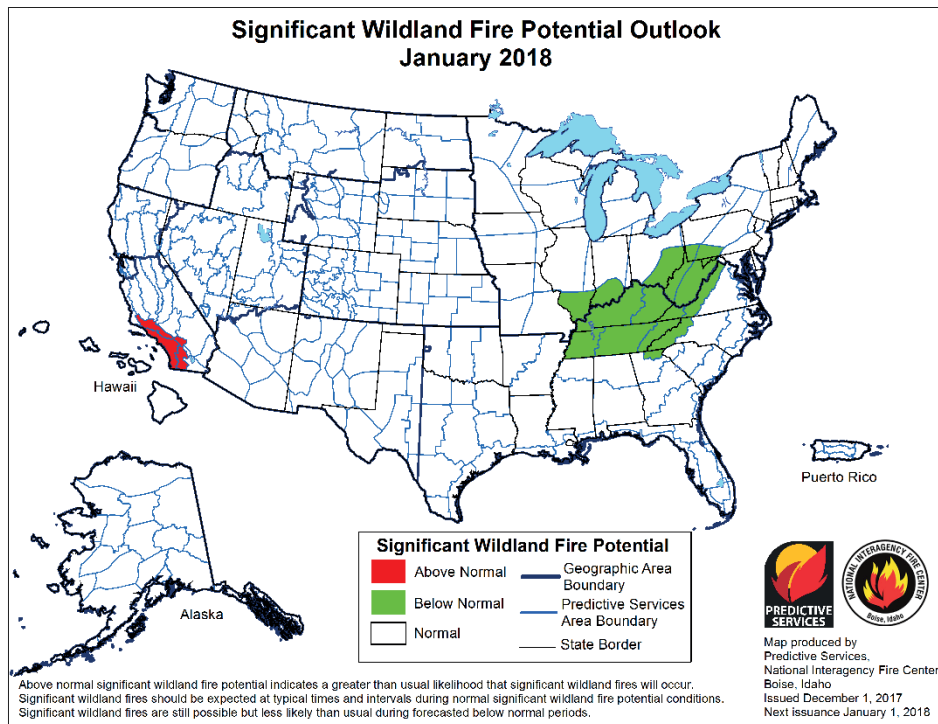 Significant Wildland Fire Potential Outlook
January 2018
Hawaii
Puerto Rico
Alaska
Significant Wildland Fire Potential
Above Normal
Below Normal
Normal
Geographic Area
Boundary
Predictive Services
Area Boundary
State Border
PREDICTIVE
SERVICES
NATIONAL INTERAGENCY FIRE CENTER
Boise, Idaho
Map produced by
Predictive Services,
National Interagency Fire Center
Boise, Idaho
Issued December 1, 2017
Next issuance January 1, 2018
Above normal significant wildland fire potential indicates a greater than usual likelihood that significant wildland fires will occur.
Significant wildland fires should be expected at typical times and intervals during normal significant wildland fire potential conditions.
Significant wildland fires are still possible but less likely than usual during forecasted below normal periods.